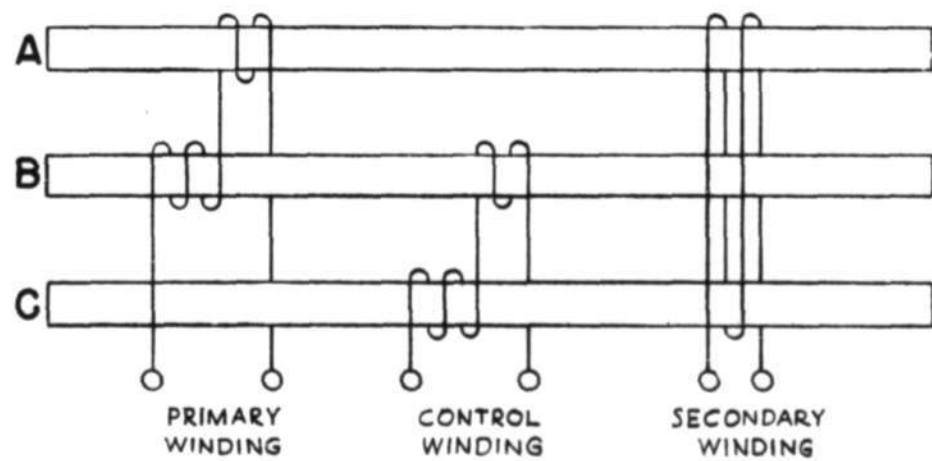 A
B
C
PRIMARY
WINDING
CONTROL
WINDING
SECONDARY
WINDING